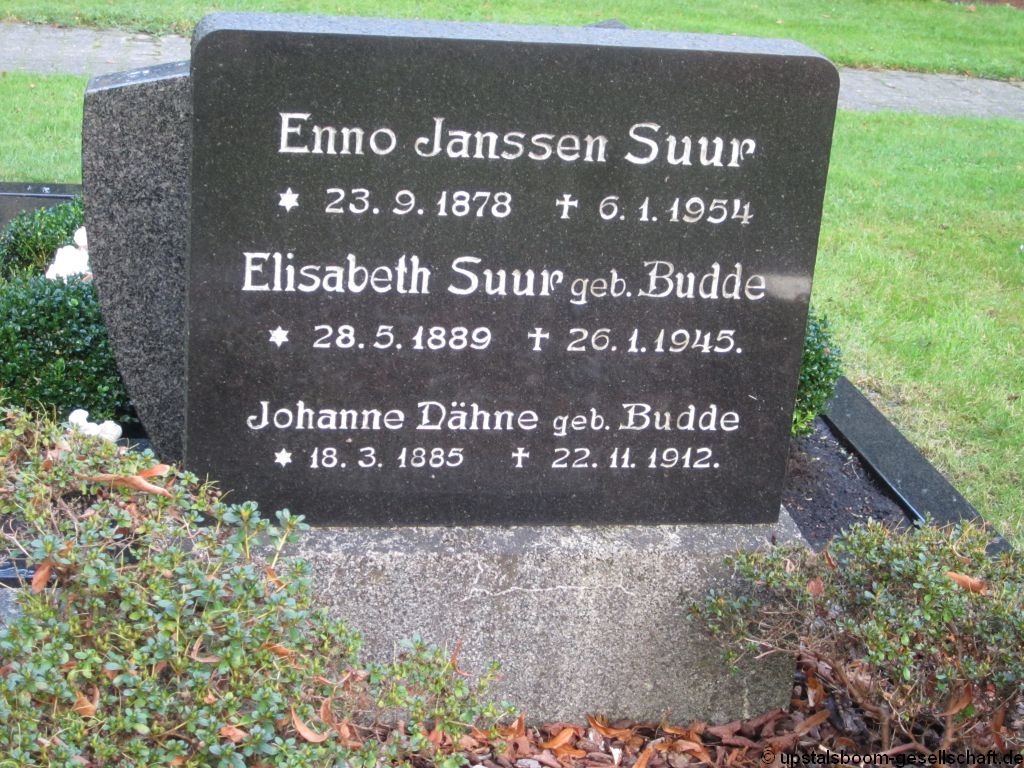 Enno Janssen Suur
* 23. 9. 1878 † 6. 1. 1954
Elisabeth Suur geb. Budde
* 28. 5. 1889 † 26. 1. 1945.
Johanne Dähne geb. Budde
* 18. 3. 1885 † 22. 11. 1912.
© upstalsboom-gesellschaft.de